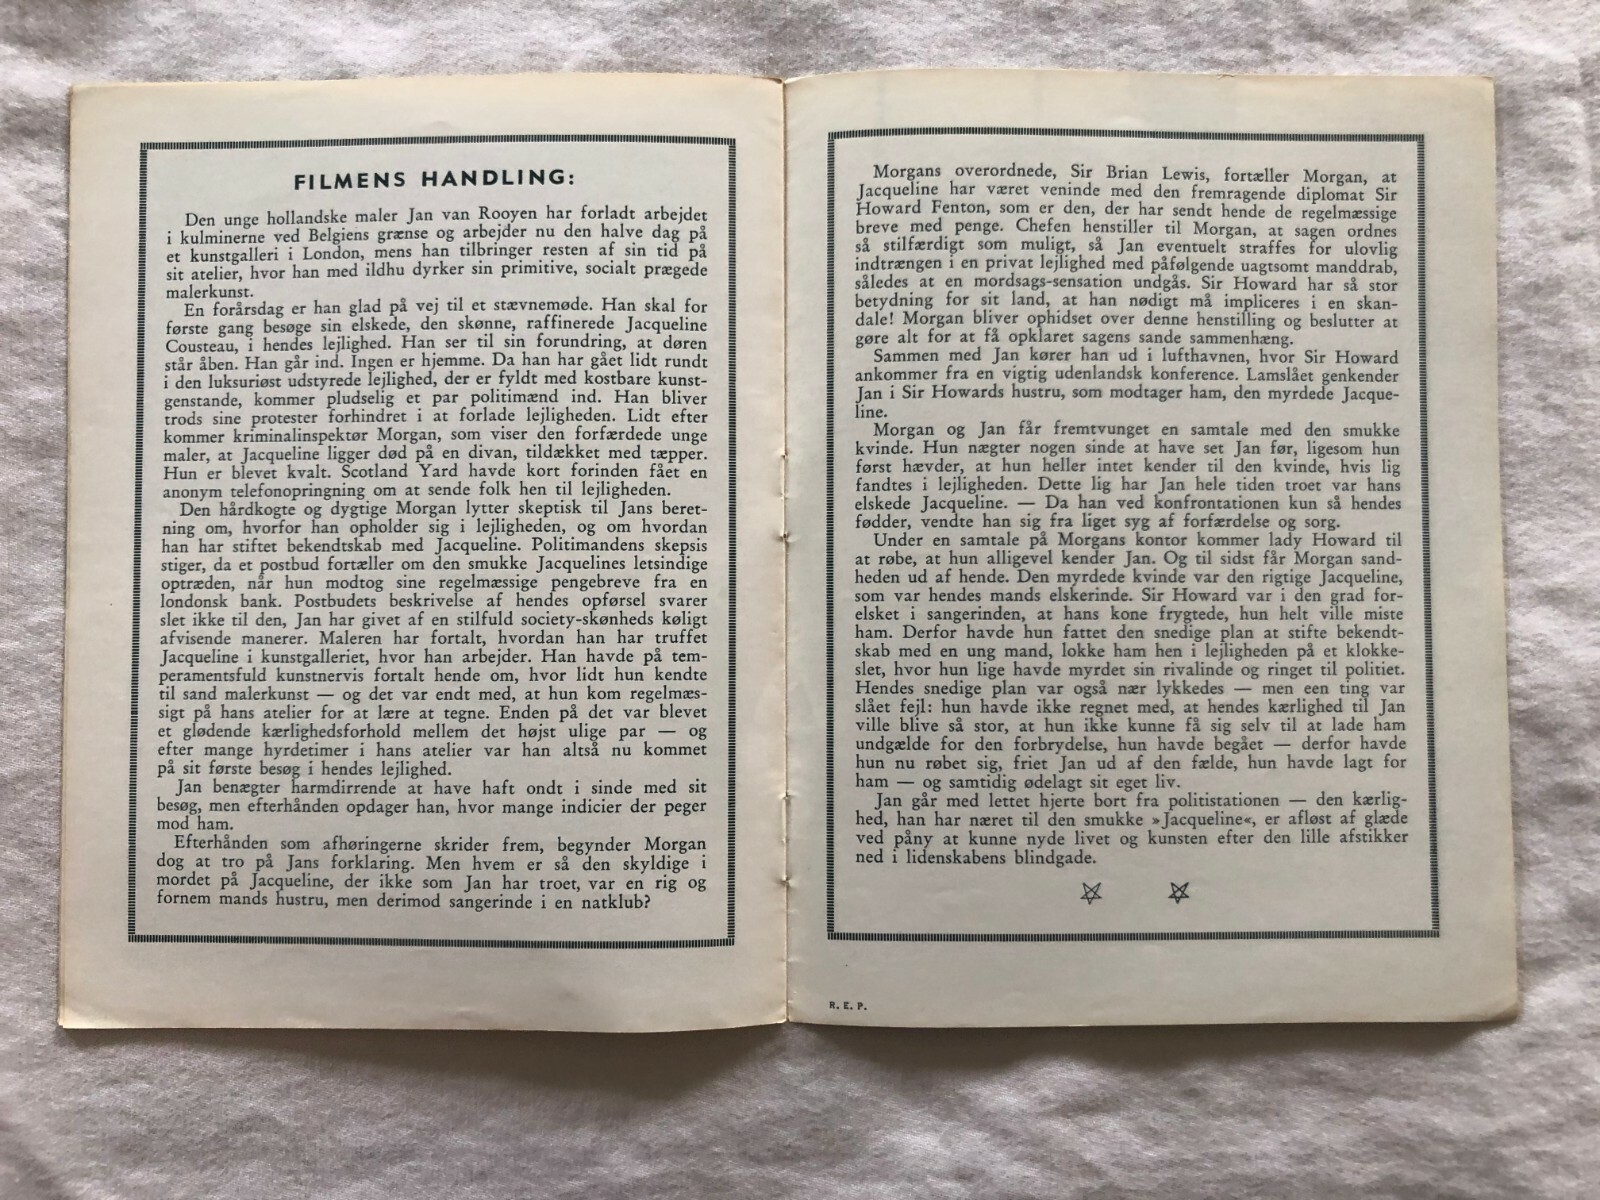 FILMENS HANDLING:
Den unge hollandske maler Jan van Rooyen har forladt arbejdet
i kulminerne ved Belgiens grænse og arbejder nu den halve dag på
et kunstgalleri i London, mens han tilbringer resten af sin tid på
sit atelier, hvor han med ildhu dyrker sin primitive, socialt prægede
malerkunst.
En forårsdag er han glad på vej til et stævnemøde. Han skal for
første gang besøge sin elskede, den skønne, raffinerede Jacqueline
Cousteau, i hendes lejlighed. Han ser til sin forundring, at døren
står åben. Han går ind. Ingen er hjemme. Da han har gået lidt rundt
i den luksuriøst udstyrede lejlighed, der er fyldt med kostbare kunst-
genstande, kommer pludselig et par politimænd ind. Han bliver
trods sine protester forhindret i at forlade lejligheden. Lidt efter
kommer kriminalinspektør Morgan, som viser den forfærdede unge
maler, at Jacqueline ligger død på en divan, tildækket med tæpper.
Hun er blevet kvalt. Scotland Yard havde kort forinden fået en
anonym telefonopringning om at sende folk hen til lejligheden.
Den hårdkogte og dygtige Morgan lytter skeptisk til Jans beret-
ning om, hvorfor han opholder sig i lejligheden, og om hvordan
han har stiftet bekendtskab med Jacqueline. Politimandens skepsis
stiger, da et postbud fortæller om den smukke Jacquelines letsindige
optræden, når hun modtog sine regelmæssige pengebreve fra en
londonsk bank. Postbudets beskrivelse af hendes opførsel svarer
slet ikke til den, Jan har givet af en stilfuld society-skønheds køligt
afvisende manerer. Maleren har fortalt, hvordan han har truffet
Jacqueline i kunstgalleriet, hvor han arbejder. Han havde på tem-
peramentsfuld kunstnervis fortalt hende om, hvor lidt hun kendte
til sand malerkunst — og det var endt med, at hun kom regelmæs-
sigt på hans atelier for at lære at tegne. Enden på det var blevet
et glødende kærlighedsforhold mellem det højst ulige par — og
efter mange hyrdetimer i hans atelier var han altså nu kommet
på sit første besøg i hendes lejlighed.
Jan benægter harmdirrende at have haft ondt i sinde med sit
besøg, men efterhånden opdager han, hvor mange indicier der peger
mod ham.
Efterhånden som afhøringerne skrider frem, begynder Morgan
dog at tro på Jans forklaring. Men hvem er så den skyldige i
mordet på Jacqueline, der ikke som Jan har troet, var en rig og
fornem mands hustru, men derimod sangerinde i en natklub?
Morgans overordnede, Sir Brian Lewis, fortæller Morgan, at
Jacqueline har været veninde med den fremragende diplomat Sir
Howard Fenton, som er den, der har sendt hende de regelmæssige
breve med penge. Chefen henstiller til Morgan, at sagen ordnes
så stilfærdigt som muligt, så Jan eventuelt straffes for ulovlig
indtrængen i en privat lejlighed med påfølgende uagtsomt manddrab,
således at en mordsags-sensation undgås. Sir Howard har så stor
betydning for sit land, at han nødigt må impliceres i en skan-
dale! Morgan bliver ophidset over denne henstilling og beslutter at
gøre alt for at få opklaret sagens sande sammenhæng.
Sammen med Jan kører han ud i lufthavnen, hvor Sir Howard
ankommer fra en vigtig udenlandsk konference. Lamslået genkender
Jan i Sir Howards hustru, som modtager ham, den myrdede Jacque-
line.
Morgan og Jan får fremtvunget en samtale med den smukke
kvinde. Hun nægter nogen sinde at have set Jan før, ligesom hun
først hævder, at hun heller intet kender til den kvinde, hvis lig
fandtes i lejligheden. Dette lig har Jan hele tiden troet var hans
elskede Jacqueline. — Da han ved konfrontationen kun så hendes
fødder, vendte han sig fra liget syg af forfærdelse og sorg.
Under en samtale på Morgans kontor kommer lady Howard til
at røbe, at hun alligevel kender Jan. Og til sidst får Morgan sand-
heden ud af hende. Den myrdede kvinde var den rigtige Jacqueline,
som var hendes mands elskerinde. Sir Howard var i den grad for-
elsket i sangerinden, at hans kone frygtede, hun helt ville miste
ham. Derfor havde hun fattet den snedige plan at stifte bekendt-
skab med en ung mand, lokke ham hen i lejligheden på et klokke-
slet, hvor hun lige havde myrdet sin rivalinde og ringet til politiet.
Hendes snedige plan var også nær lykkedes — men een ting var
slået fejl: hun havde ikke regnet med, at hendes kærlighed til Jan
ville blive så stor, at hun ikke kunne få sig selv til at lade ham
undgælde for den forbrydelse, hun havde begået — derfor havde
hun nu røbet sig, friet Jan ud af den fælde, hun havde lagt for
ham — og samtidig ødelagt sit eget liv.
Jan går med lettet hjerte bort fra politistationen — den kærlig-
hed, han har næret til den smukke »Jacqueline«, er afløst af glæde
ved påny at kunne nyde livet og kunsten efter den lille afstikker
ned i lidenskabens blindgade.
R. E. P.